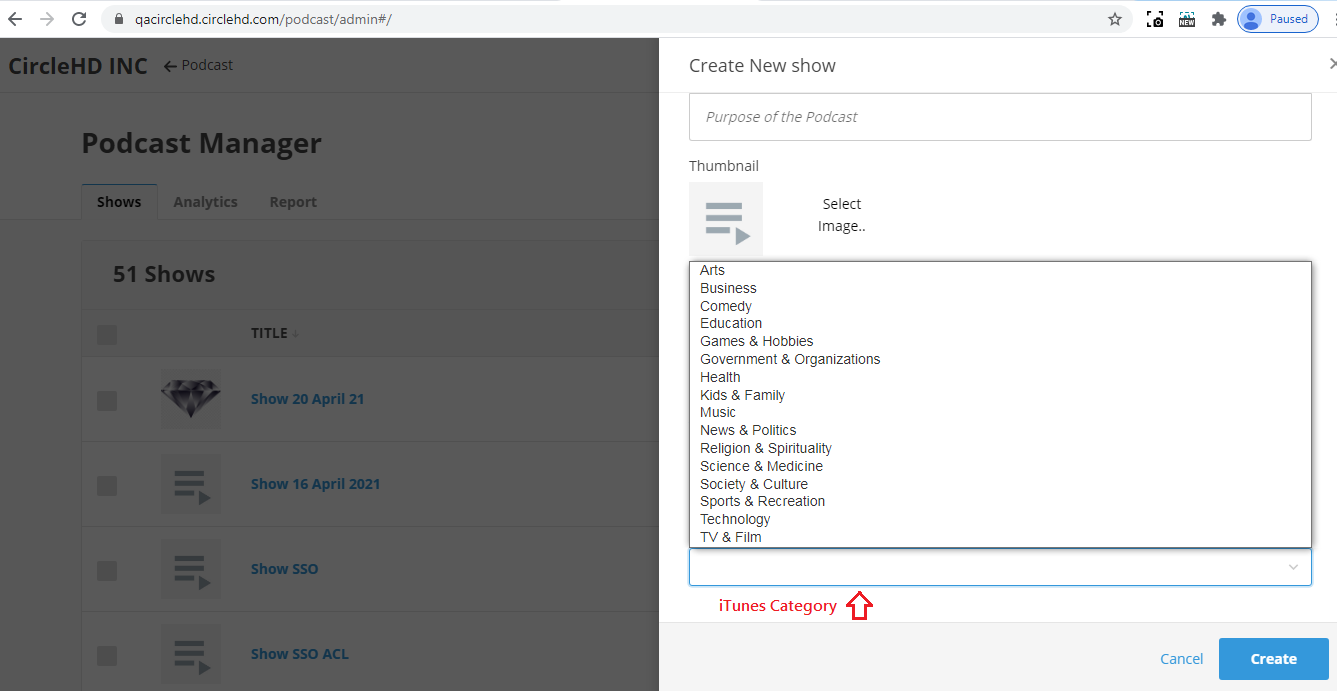 qacirclehd.circlehd.com/podcast/admin#/
NEW
Paused
CircleHD INC
Podcast
Podcast Manager
Shows Analytics Report
51 Shows
TITLE
Show 20 April 21
Show 16 April 2021
Show SSO
Show SSO ACL
Create New show
Purpose of the Podcast
Thumbnail
Select
Image..
Arts
Business
Comedy
Education
Games & Hobbies
Government & Organizations
Health
Kids & Family
Music
News & Politics
Religion & Spirituality
Science & Medicine
Society & Culture
Sports & Recreation
Technology
TV & Film
iTunes Category
Cancel Create